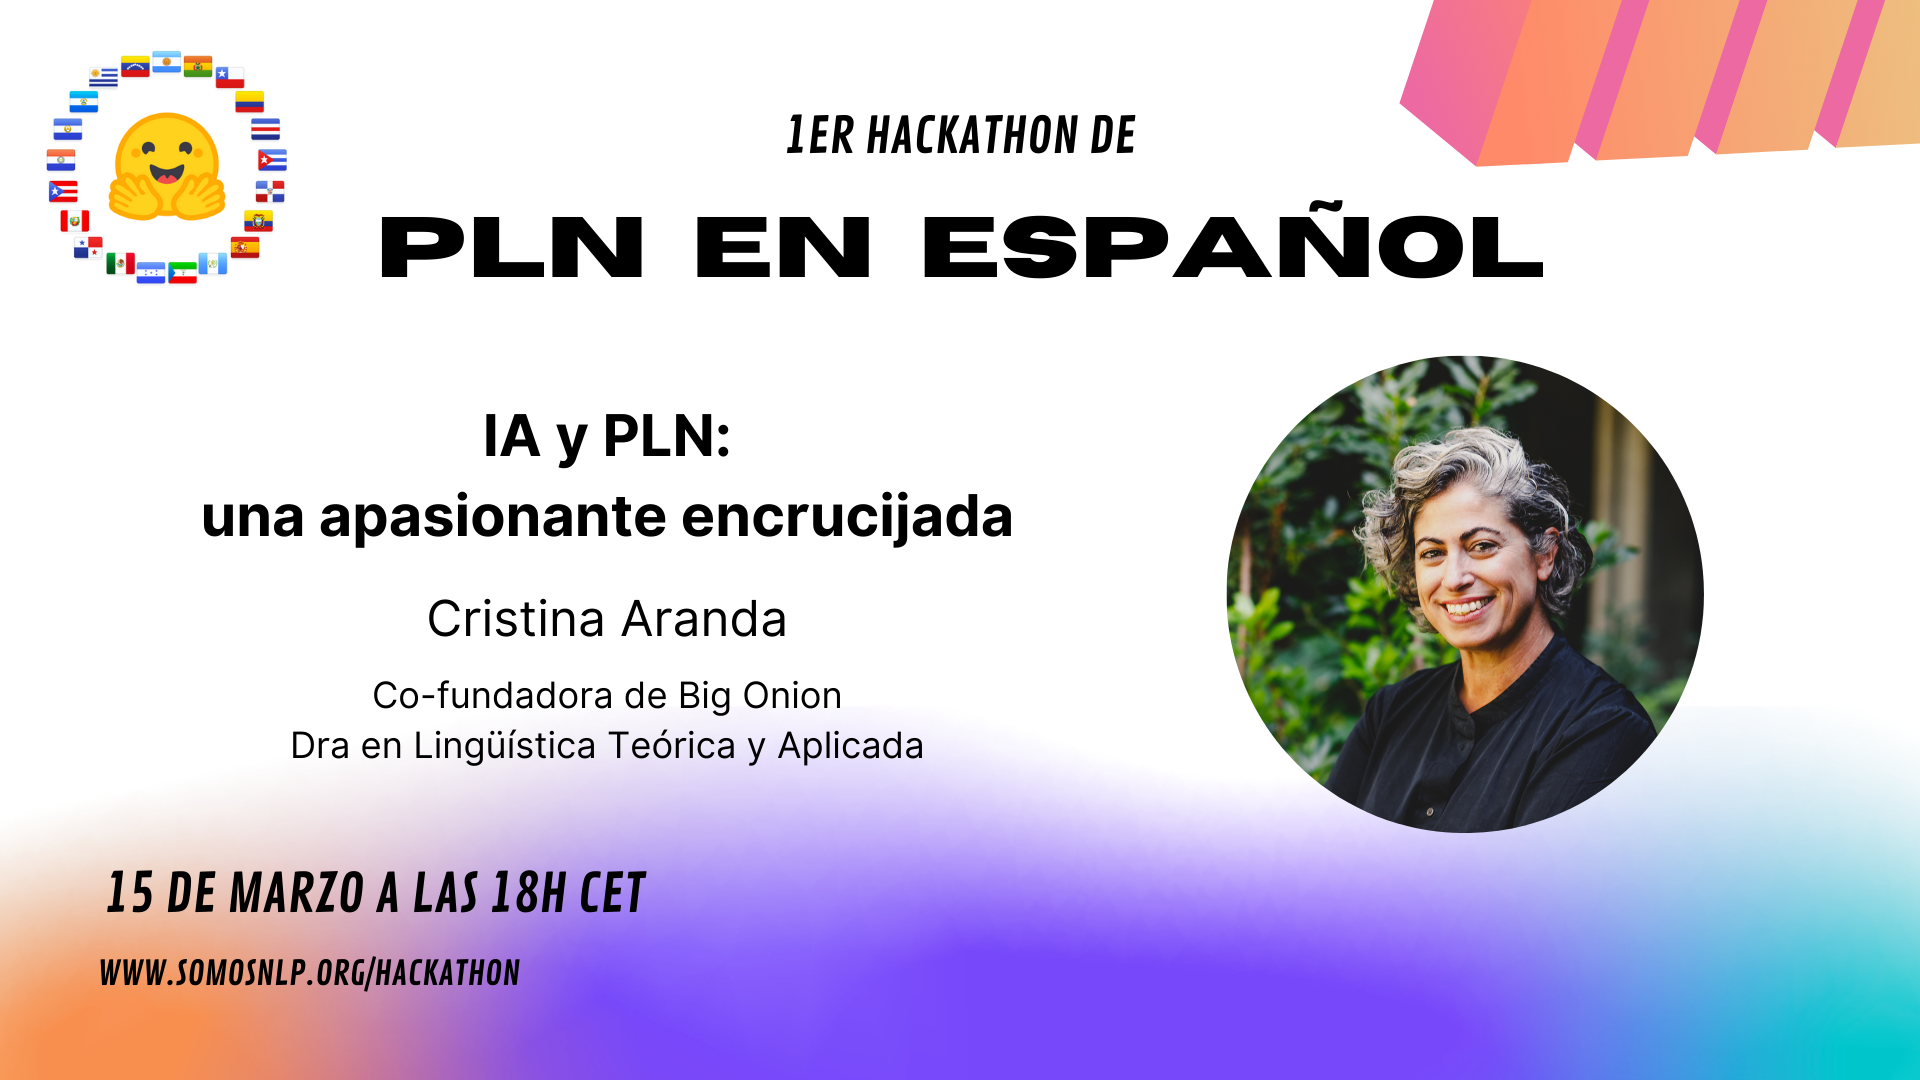 1ER HACKATHON DE
PLN EN ESPAÑOL
IA y PLN:
una apasionante encrucijada
Cristina Aranda
Co-fundadora de Big Onion
Dra en Lingüística Teórica y Aplicada
15 DE MARZO A LAS 18H CET
WWW.SOMOSNLP.ORG/HACKATHON